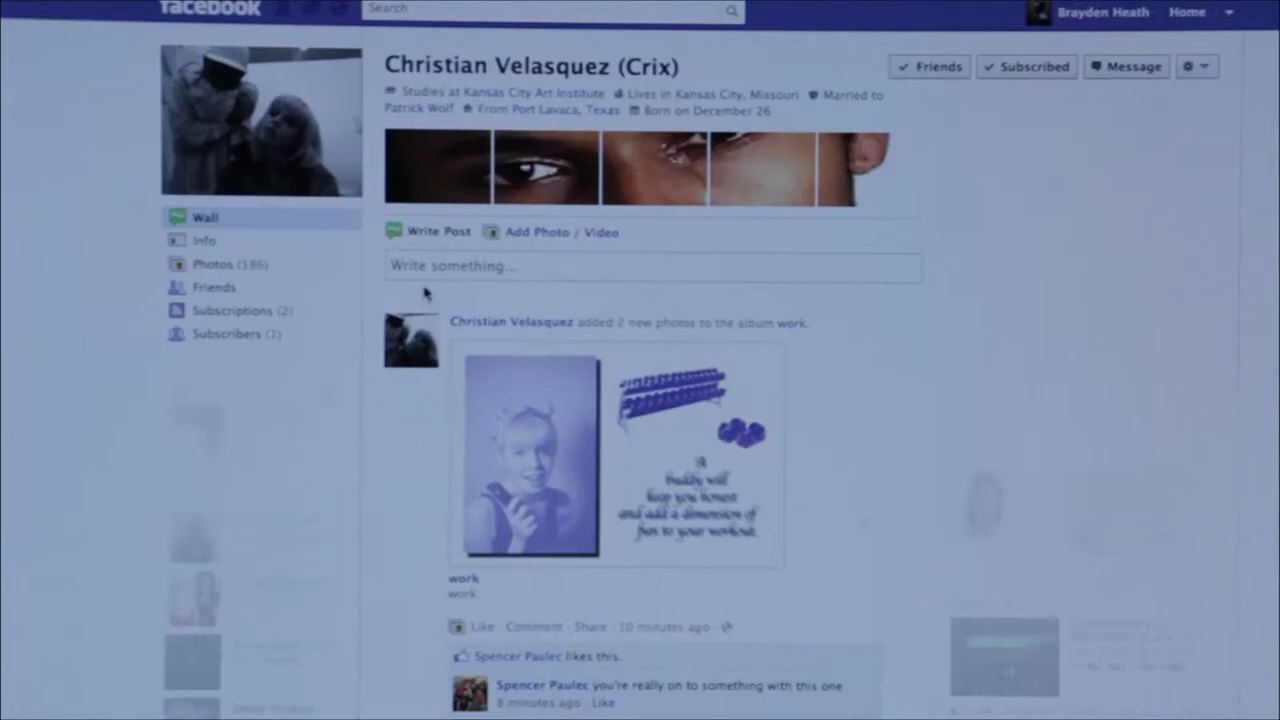 facebook
Search
Brayden Heath Home
Christian Velasquez (Crix)
Friends
Subscribed
Message
Studies at Kansas City Art Institute Lives in Kansas City, Missouri Married to
Patrick Wolf From Port Lavaca, Texas Born on December 26
Wall
Info
Photos (186)
Friends
Subscriptions (2)
Subscribers (1)
Write Post Add Photo / Video
Write something...
Christian Velasquez added 2 new photos to the album work.
A
buddy will
keep you honest
and add a dimension of
fun to your workout.
work
work
Like · Comment · Share · 10 minutes ago ·
Spencer Paulec likes this.
Spencer Paulec you're really on to something with this one
8 minutes ago · Like